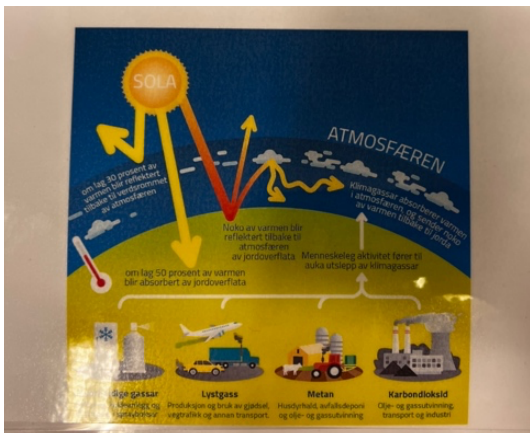 SOLA
ATMOSFÆREN
om lag 30 prosent av
varmen blir reflektert
tilbake til verdsrommet
av atmosfæren
Klimagassar absorberer varmen
i atmosfæren, og sender noko
av varmen tilbake til jorda
Noko av varmen blir
reflektert tilbake til
atmosfæren
av jordoverflata
Menneskeleg aktivitet fører til
auka utslepp av klimagassar
om lag 50 prosent av varmen
blir absorbert av jordoverflata
gassar
Lystgass
Produksjon og bruk av gjødsel,
vegtrafikk og annan transport.
Metan
Husdyrhald, avfallsdeponi
og olje- og gassutvinning
Karbondioksid
Olje- og gassutvinning,
transport og industri